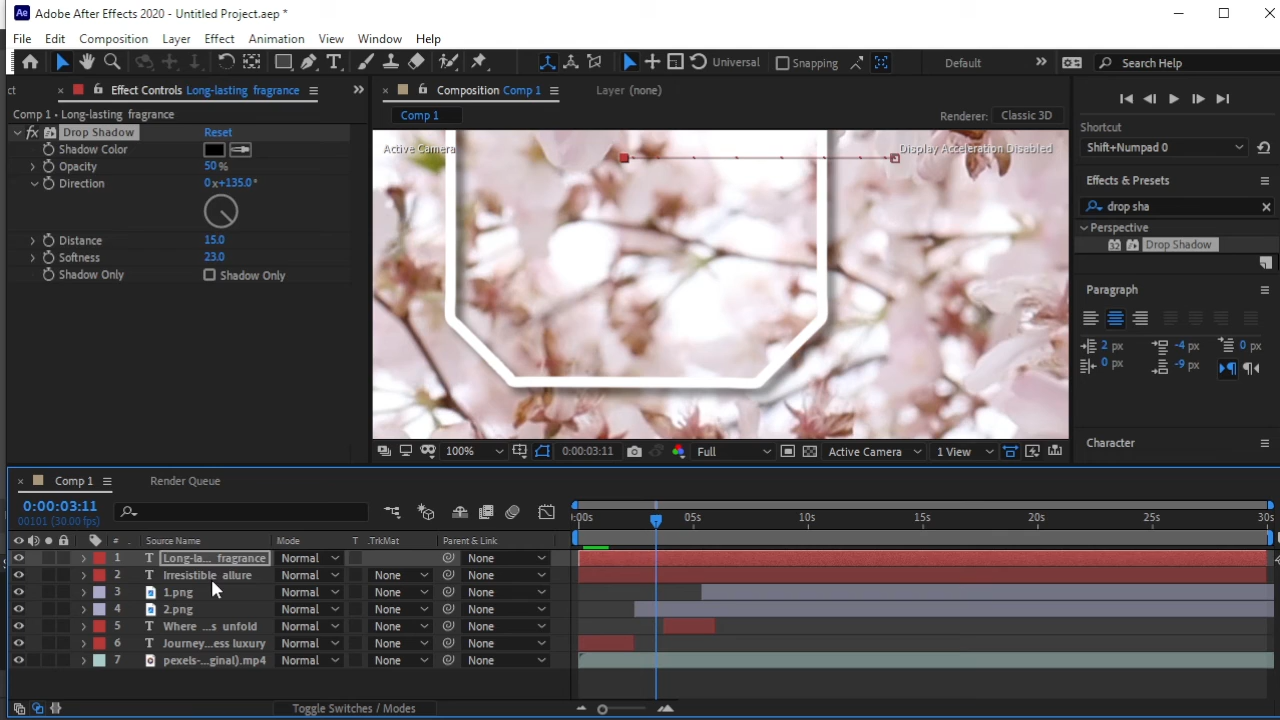 Ae Adobe After Effects 2020 - Untitled Project.aep *
File Edit Composition Layer Effect Animation View Window Help
Universal Snapping Default Search Help
ct × Effect Controls Long-lasting fragrance
Comp 1 • Long-lasting fragrance
fx Drop Shadow Reset
Shadow Color
Opacity 50 %
Direction 0x+135.0°
Distance 15.0
Softness 23.0
Shadow Only Shadow Only
× Composition Comp 1 Layer (none)
Comp 1 Renderer: Classic 3D
Active Camera Display Acceleration Disabled
100% 0:00:03:11 Full Active Camera 1 View
Shortcut
Shift+Numpad 0
Effects & Presets
drop sha
Perspective
32 Drop Shadow
Paragraph
2 px -4 px 0 px
0 px -9 px
Character
× Comp 1 Render Queue
0:00:03:11
00101 (30.00 fps)
:00s 05s 10s 15s 20s 25s 30s
# Source Name Mode T .TrkMat Parent & Link
1 T Long-la... fragrance Normal None
2 T Irresistible allure Normal None None
3 1.png Normal None None
4 2.png Normal None None
5 T Where ...s unfold Normal None None
6 T Journey...ess luxury Normal None None
7 pexels-...ginal).mp4 Normal None None
Toggle Switches / Modes